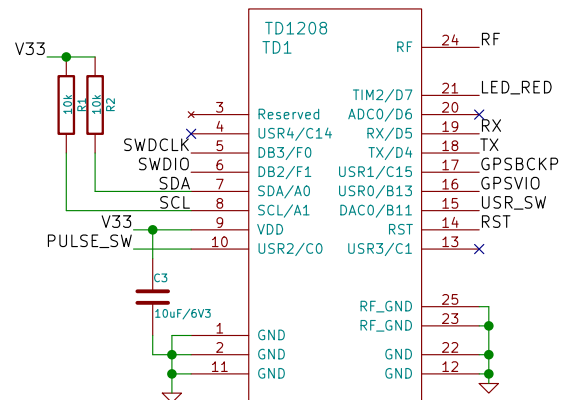 TD1208
TD1
V33
10k
R1
10k
R2
3 Reserved
4 USR4/C14
SWDCLK 5 DB3/F0
SWDIO 6 DB2/F1
SDA 7 SDA/A0
SCL 8 SCL/A1
V33 9 VDD
PULSE_SW 10 USR2/C0
C3
10uF/6V3
1 GND
2 GND
11 GND
RF 24 RF
TIM2/D7 21 LED_RED
ADC0/D6 20
RX/D5 19 RX
TX/D4 18 TX
USR1/C15 17 GPSBCKP
USR0/B13 16 GPSVIO
DAC0/B11 15 USR_SW
RST 14 RST
USR3/C1 13
RF_GND 25
RF_GND 23
GND 22
GND 12